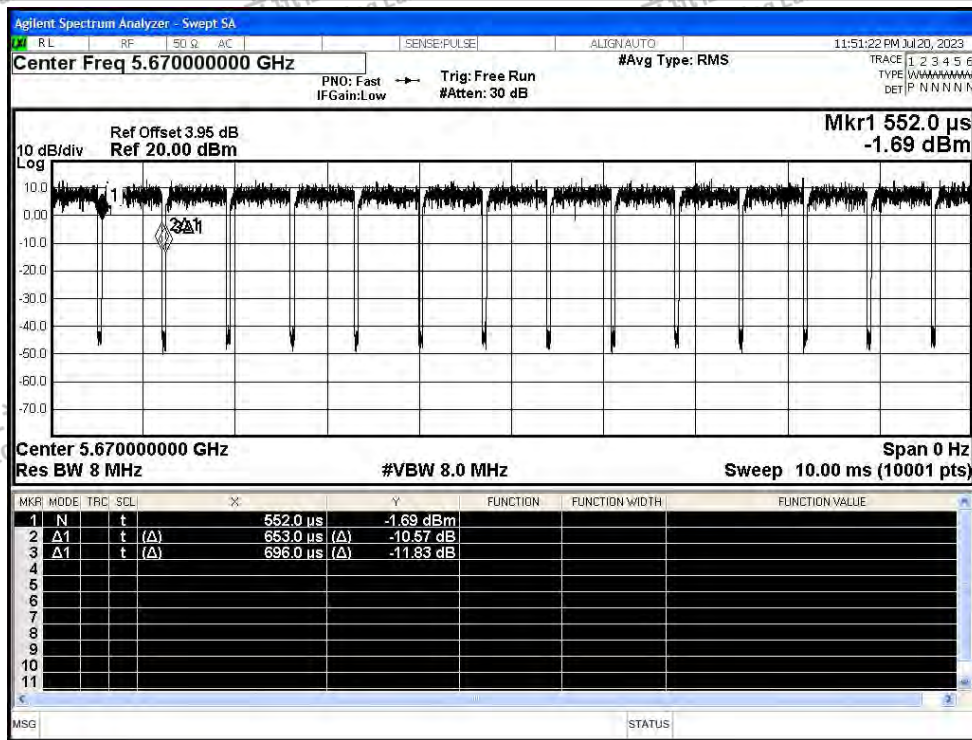 Agilent Spectrum Analyzer - Swept SA
RL RF 50 Ω AC SENSE:PULSE ALIGNAUTO 11:51:22 PM Jul 20, 2023
Center Freq 5.670000000 GHz #Avg Type: RMS TRACE 1 2 3 4 5 6
PNO: Fast Trig: Free Run TYPE WWWWWW
IFGain:Low #Atten: 30 dB DET P N N N N N
Mkr1 552.0 µs
Ref Offset 3.95 dB
10 dB/div Ref 20.00 dBm -1.69 dBm
Log
10.0
1
0.00
2Δ1
3Δ1
-10.0
-20.0
-30.0
-40.0
-50.0
-60.0
-70.0
Center 5.670000000 GHz Span 0 Hz
Res BW 8 MHz #VBW 8.0 MHz Sweep 10.00 ms (10001 pts)
MKR MODE TRC SCL X Y FUNCTION FUNCTION WIDTH FUNCTION VALUE
1 N t 552.0 µs -1.69 dBm
2 Δ1 t (Δ) 653.0 µs (Δ) -10.57 dB
3 Δ1 t (Δ) 696.0 µs (Δ) -11.83 dB
4
5
6
7
8
9
10
11
MSG STATUS